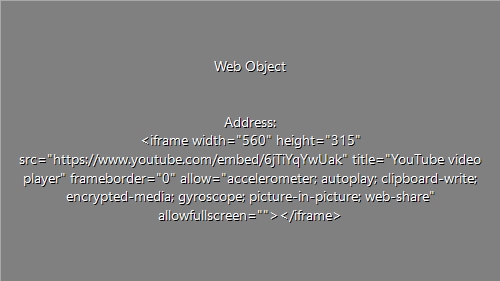 Web Object
Address:
<iframe width="560" height="315"
src="https://www.youtube.com/embed/6jTiYqYwUak" title="YouTube video
player" frameborder="0" allow="accelerometer; autoplay; clipboard-write;
encrypted-media; gyroscope; picture-in-picture; web-share"
allowfullscreen=""></iframe>